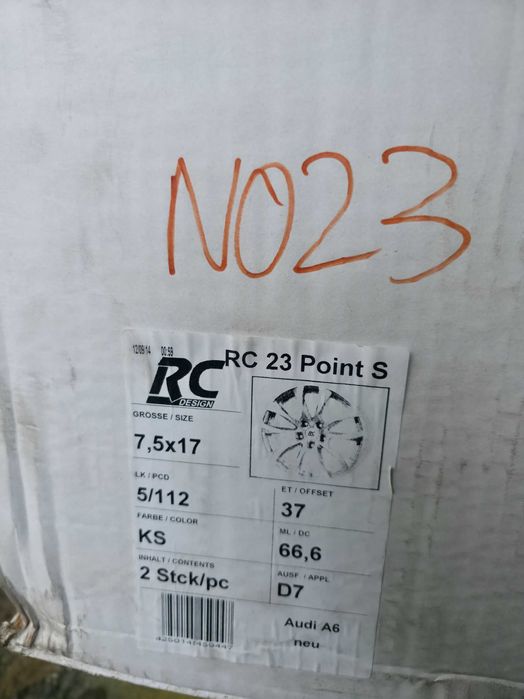 NO23
12/09/14 00:59
RC 23 Point S
RC
DESIGN
GROSSE / SIZE
7,5x17
LK / PCD
5/112
ET / OFFSET
37
FARBE / COLOR
KS
ML / DC
66,6
INHALT / CONTENTS
2 Stck/pc
AUSF. / APPL
D7
Audi A6
neu